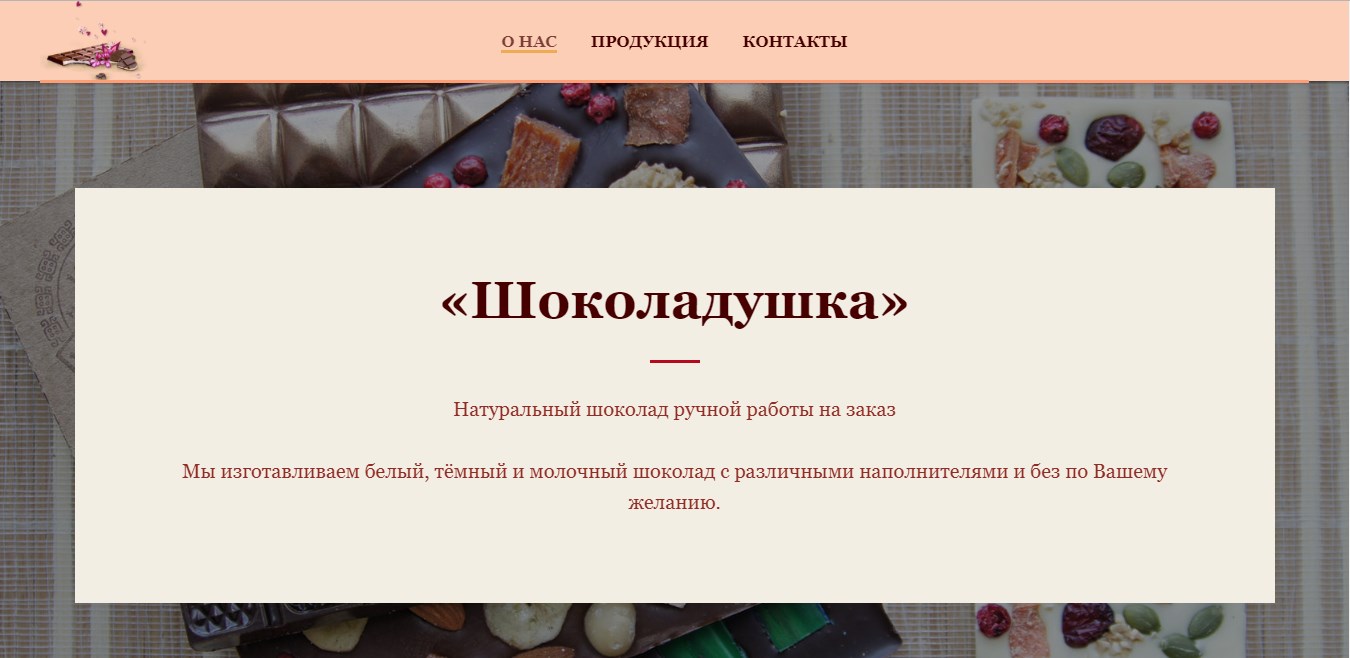 О НАС ПРОДУКЦИЯ КОНТАКТЫ
«Шоколадушка»
Натуральный шоколад ручной работы на заказ
Мы изготавливаем белый, тёмный и молочный шоколад с различными наполнителями и без по Вашему
желанию.